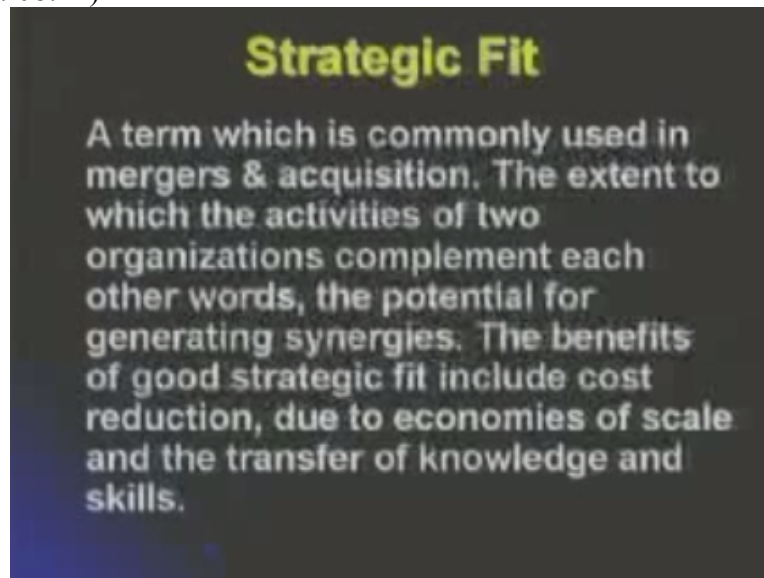 Strategic Fit
A term which is commonly used in
mergers & acquisition. The extent to
which the activities of two
organizations complement each
other words, the potential for
generating synergies. The benefits
of good strategic fit include cost
reduction, due to economies of scale
and the transfer of knowledge and
skills.